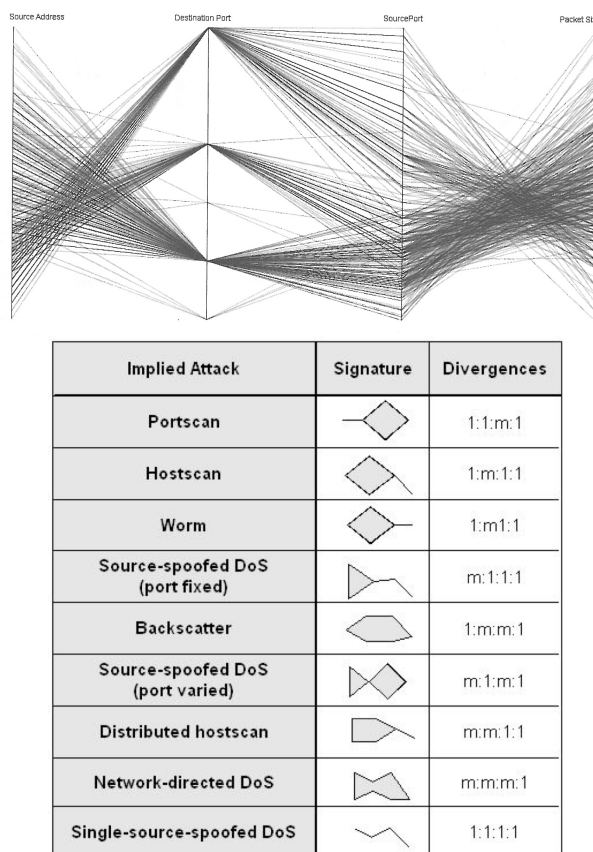 Source Address Destination Port SourcePort Packet Si
Implied Attack Signature Divergences
Portscan 1:1:m:1
Hostscan 1:m:1:1
Worm 1:m1:1
Source-spoofed DoS
(port fixed) m:1:1:1
Backscatter 1:m:m:1
Source-spoofed DoS
(port varied) m:1:m:1
Distributed hostscan m:m:1:1
Network-directed DoS m:m:m:1
Single-source-spoofed DoS 1:1:1:1